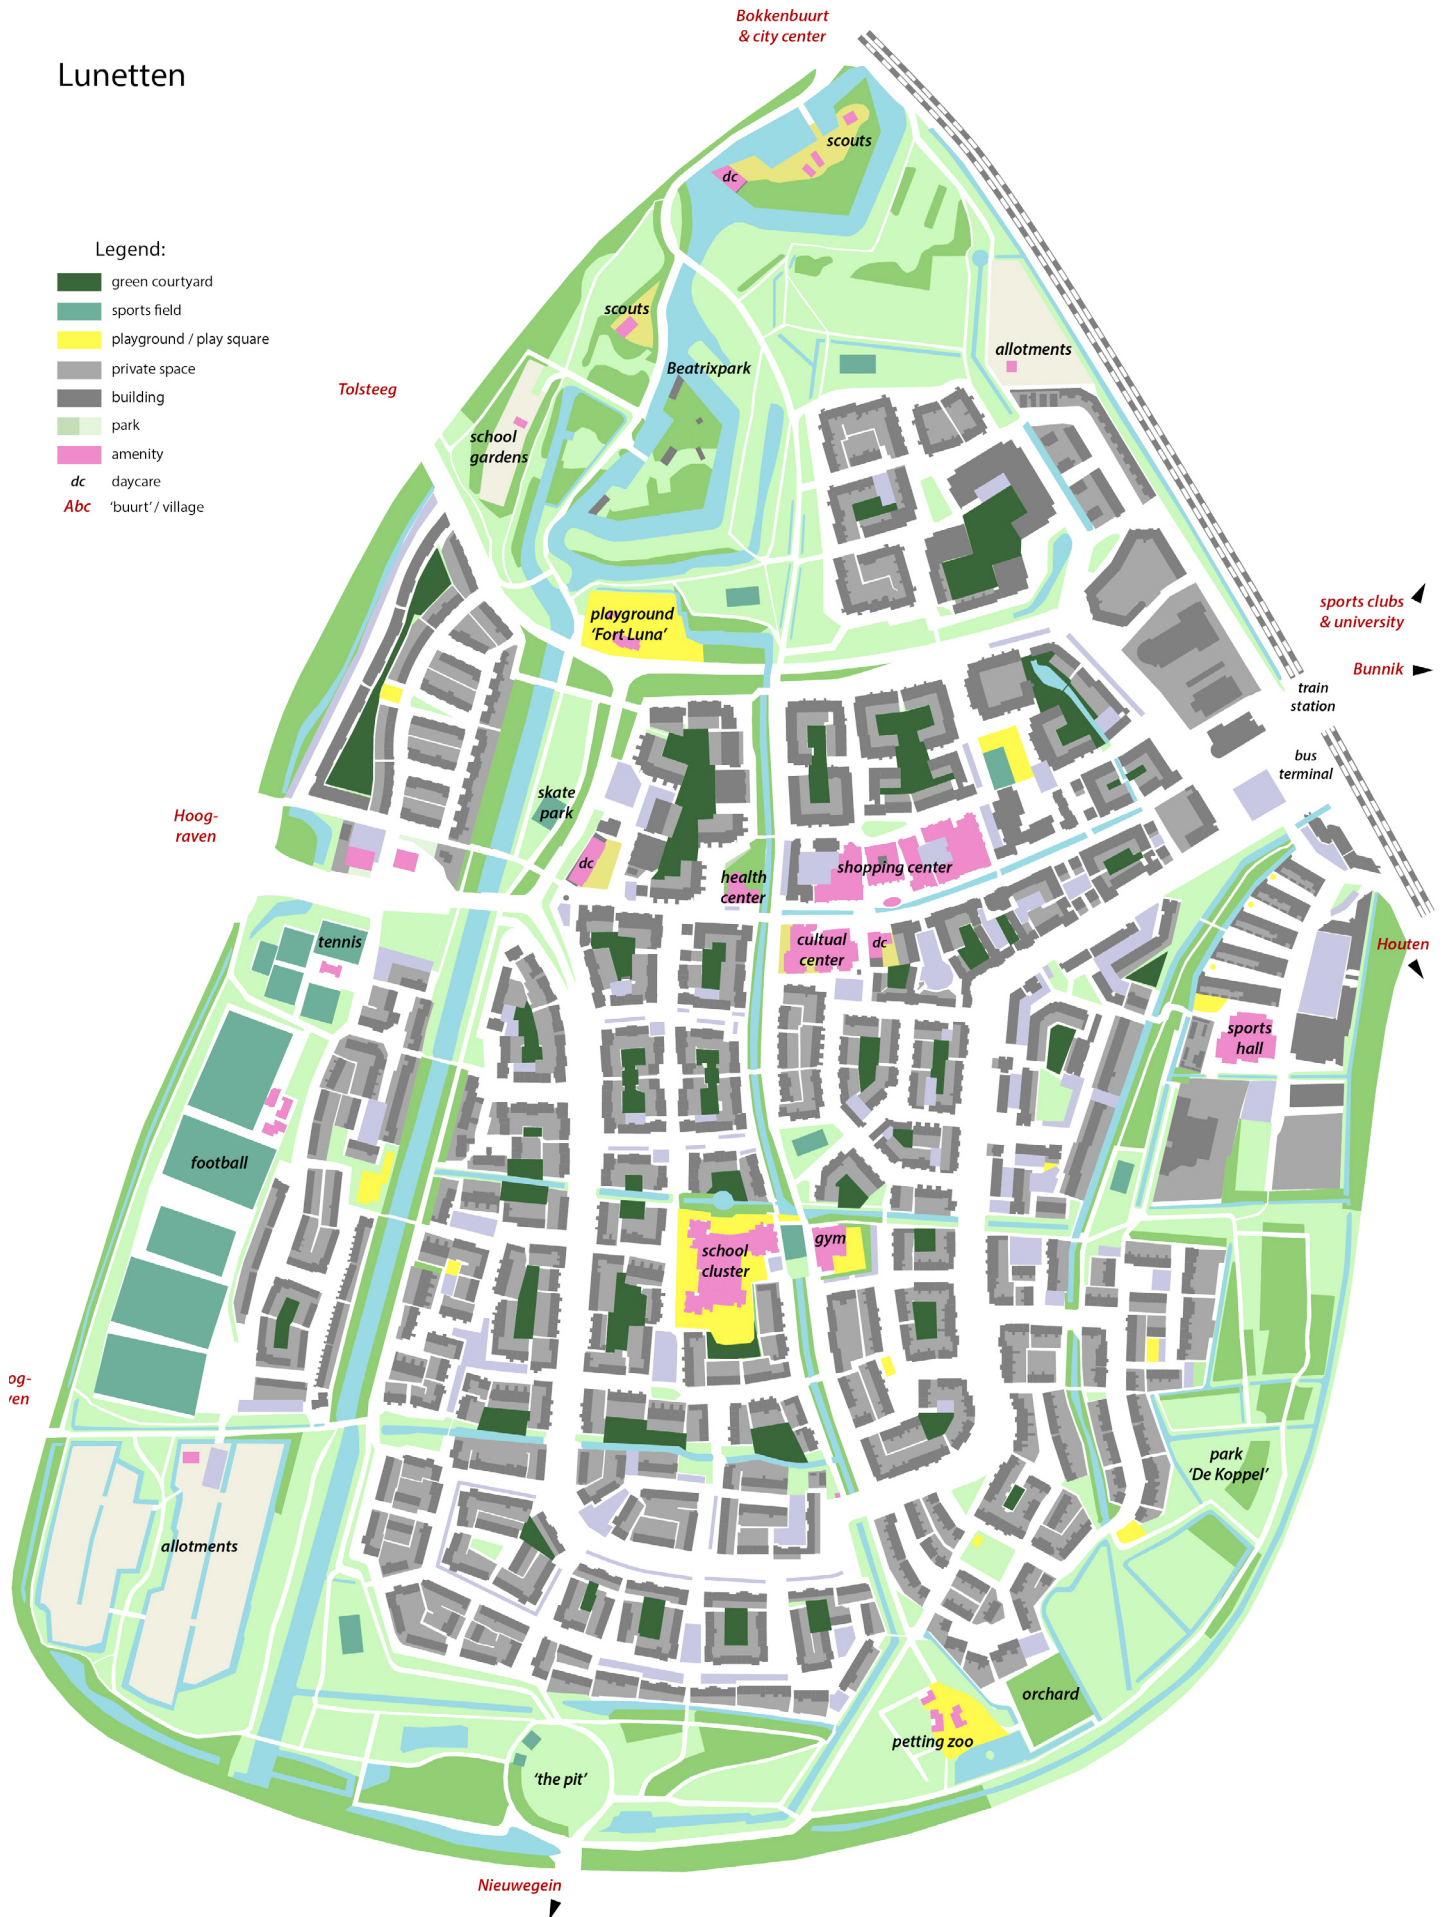 Bokkenbuurt
& city center
Lunetten
scouts
dc
Legend:
green courtyard
sports field
playground / play square
private space
building
park
amenity
dc daycare
Abc 'buurt' / village
scouts
allotments
Beatrixpark
Tolsteeg
school
gardens
playground
'Fort Luna'
sports clubs
& university
Bunnik
train
station
bus
terminal
skate
park
Hoog-
raven
dc
health
center
shopping center
tennis
cultual
center
dc
Houten
sports
hall
football
school
cluster
gym
og-
ven
park
'De Koppel'
allotments
orchard
petting zoo
'the pit'
Nieuwegein